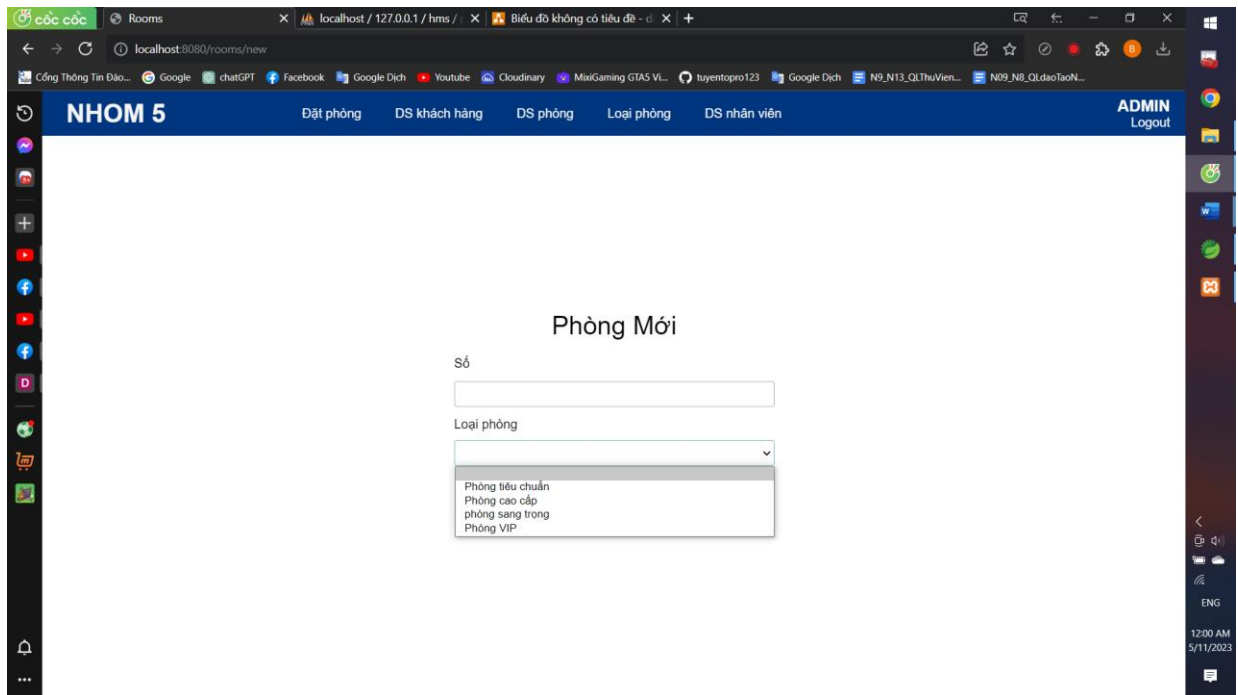 cốc cốc
Rooms
localhost / 127.0.0.1 / hms /
Biểu đồ không có tiêu đề - d
localhost:8080/rooms/new
Cổng Thông Tin Đào...
Google
chatGPT
Facebook
Google Dịch
Youtube
Cloudinary
MixiGaming GTA5 Vi...
tuyentopro123
Google Dịch
N9_N13_QLThuVien...
N09_N8_QLdaoTaoN...
NHOM 5
Đặt phòng
DS khách hàng
DS phòng
Loại phòng
DS nhân viên
ADMIN
Logout
Phòng Mới
Số
Loại phòng
Phòng tiêu chuẩn
Phòng cao cấp
phòng sang trọng
Phòng VIP
ENG
12:00 AM
5/11/2023